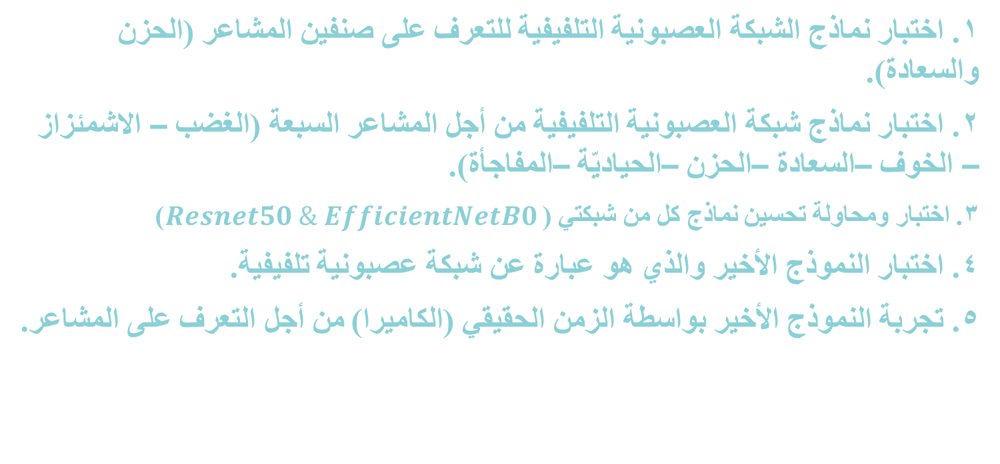 ١. اختبار نماذج الشبكة العصبونية التلفيفية للتعرف على صنفين المشاعر (الحزن
والسعادة).
٢. اختبار نماذج شبكة العصبونية التلفيفية من أجل المشاعر السبعة (الغضب – الاشمئزاز
– الخوف –السعادة –الحزن –الحياديّة –المفاجأة).
٣. اختبار ومحاولة تحسين نماذج كل من شبكتي ( Resnet50 & EfficientNetB0)
٤. اختبار النموذج الأخير والذي هو عبارة عن شبكة عصبونية تلفيفية.
٥. تجربة النموذج الأخير بواسطة الزمن الحقيقي (الكاميرا) من أجل التعرف على المشاعر.